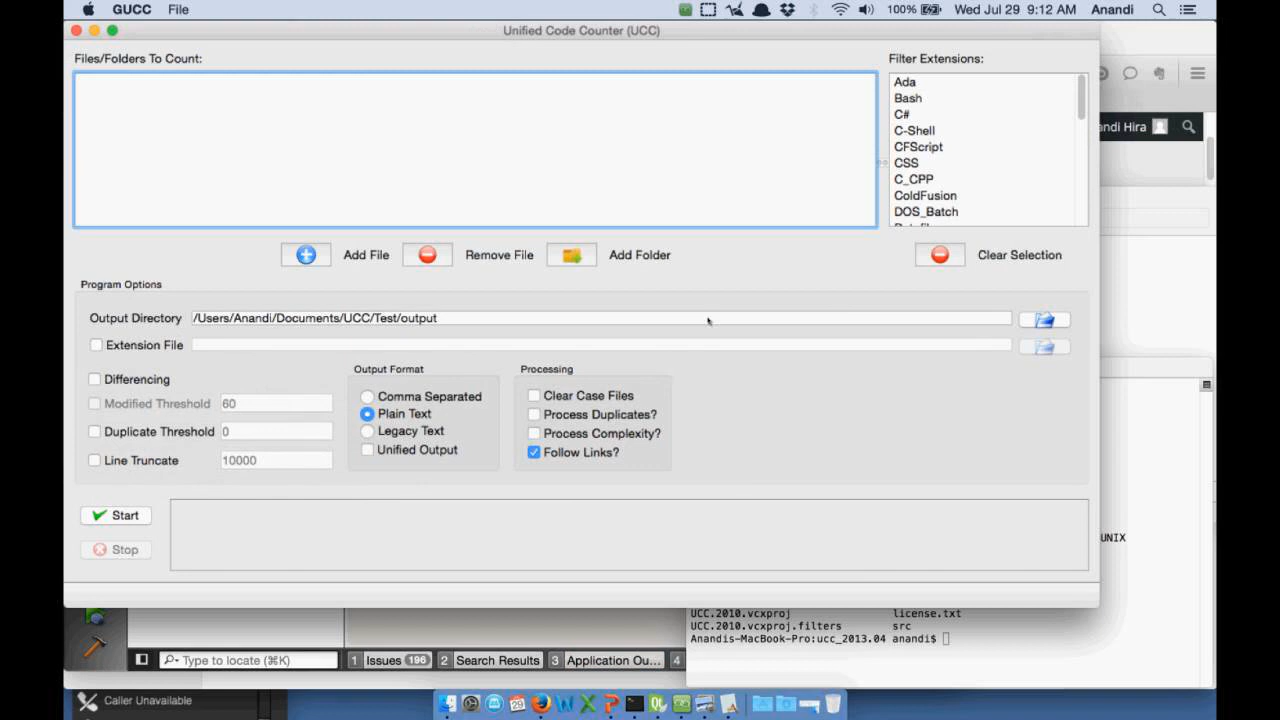 GUCC File 100% Wed Jul 29 9:12 AM Anandi
Unified Code Counter (UCC)
Files/Folders To Count:
Filter Extensions:
Ada
Bash
C#
C-Shell
CFScript
CSS
C_CPP
ColdFusion
DOS_Batch
andi Hira
Add File
Remove File
Add Folder
Clear Selection
Program Options
Output Directory /Users/Anandi/Documents/UCC/Test/output
Extension File
Differencing
Modified Threshold 60
Duplicate Threshold 0
Line Truncate 10000
Output Format
Comma Separated
Plain Text
Legacy Text
Unified Output
Processing
Clear Case Files
Process Duplicates?
Process Complexity?
Follow Links?
Start
Stop
UNIX
UCC.2010.vcxproj license.txt
UCC.2010.vcxproj.filters src
Anandis-MacBook-Pro:ucc_2013.04 anandi$
Type to locate (⌘K)
1 Issues 196 2 Search Results 3 Application Ou... 4
Caller Unavailable
29